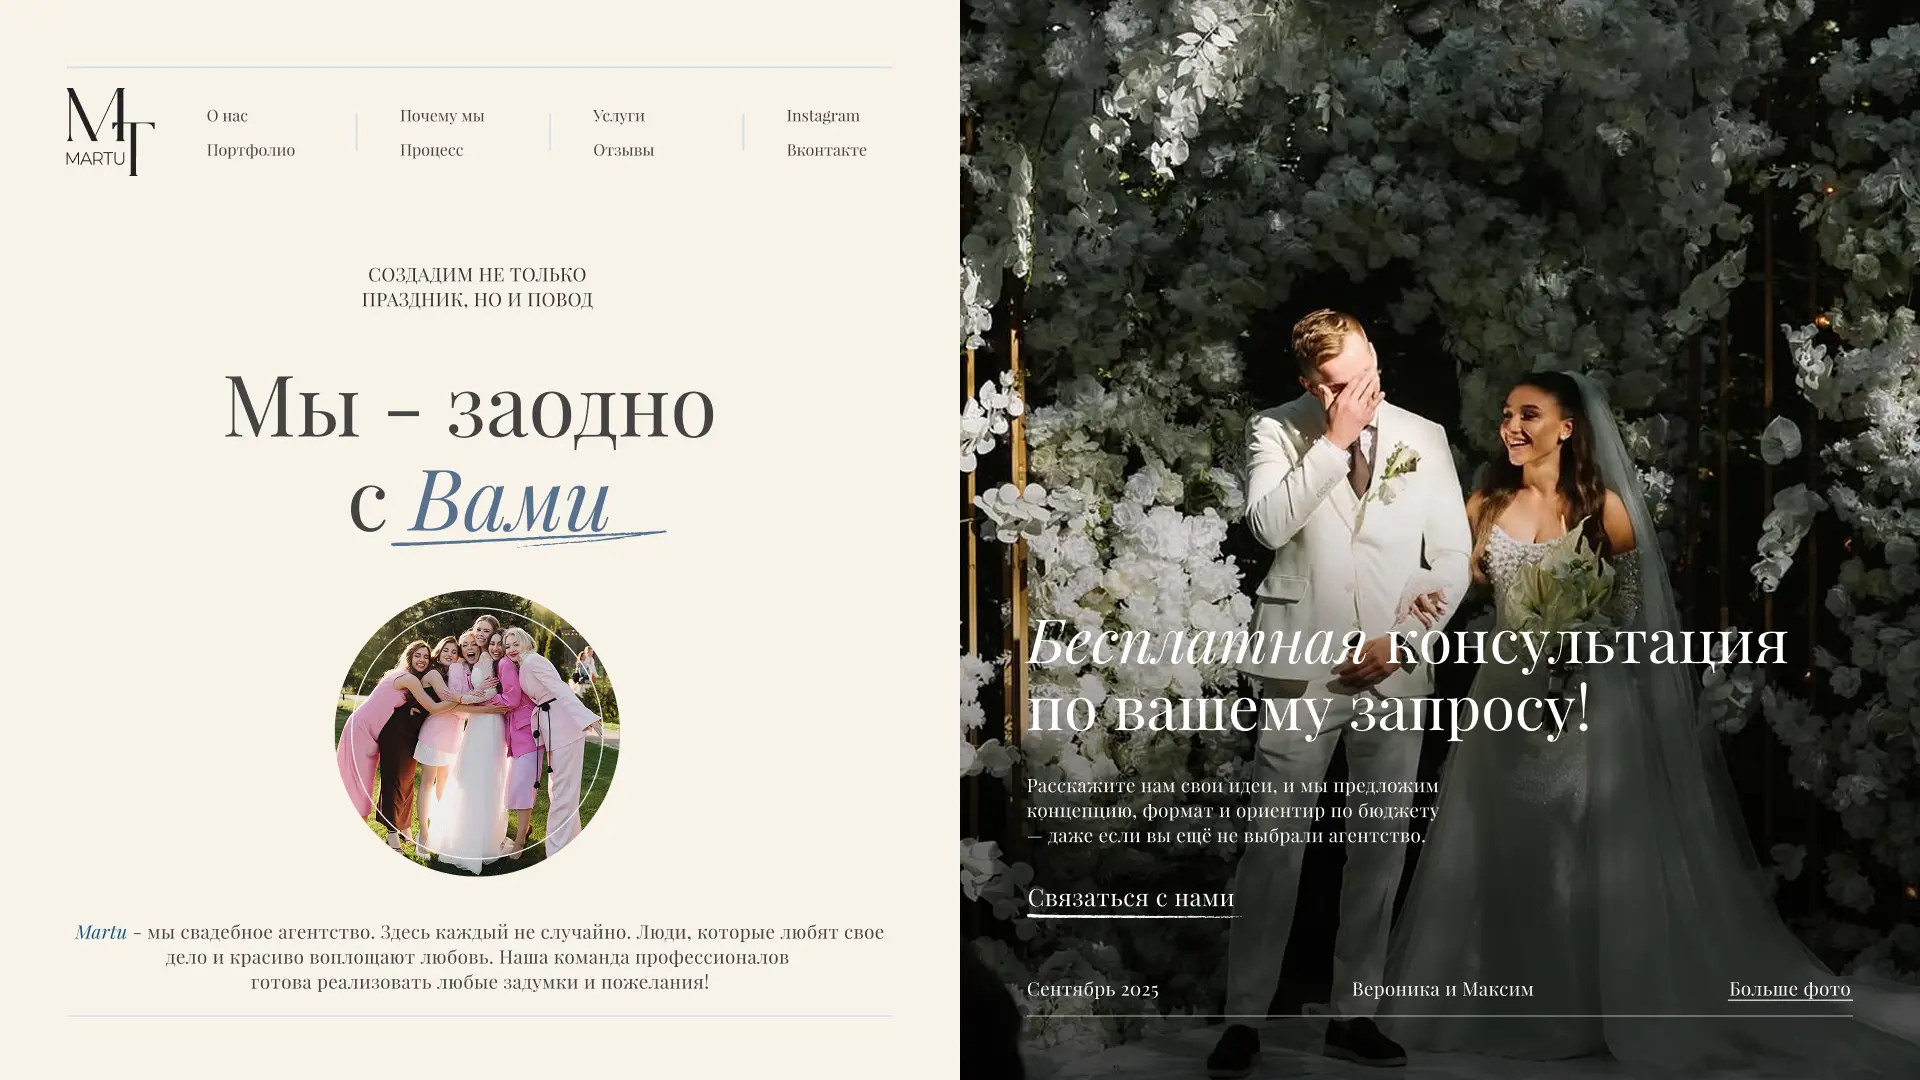 MT
MARTU
О нас
Портфолио
Почему мы
Процесс
Услуги
Отзывы
Instagram
Вконтакте
СОЗДАДИМ НЕ ТОЛЬКО
ПРАЗДНИК, НО И ПОВОД
Мы – заодно
с Вами
Martu - мы свадебное агентство. Здесь каждый не случайно. Люди, которые любят свое
дело и красиво воплощают любовь. Наша команда профессионалов
готова реализовать любые задумки и пожелания!
Бесплатная консультация
по вашему запросу!
Расскажите нам свои идеи, и мы предложим
концепцию, формат и ориентир по бюджету
— даже если вы ещё не выбрали агентство.
Связаться с нами
Сентябрь 2025
Вероника и Максим
Больше фото